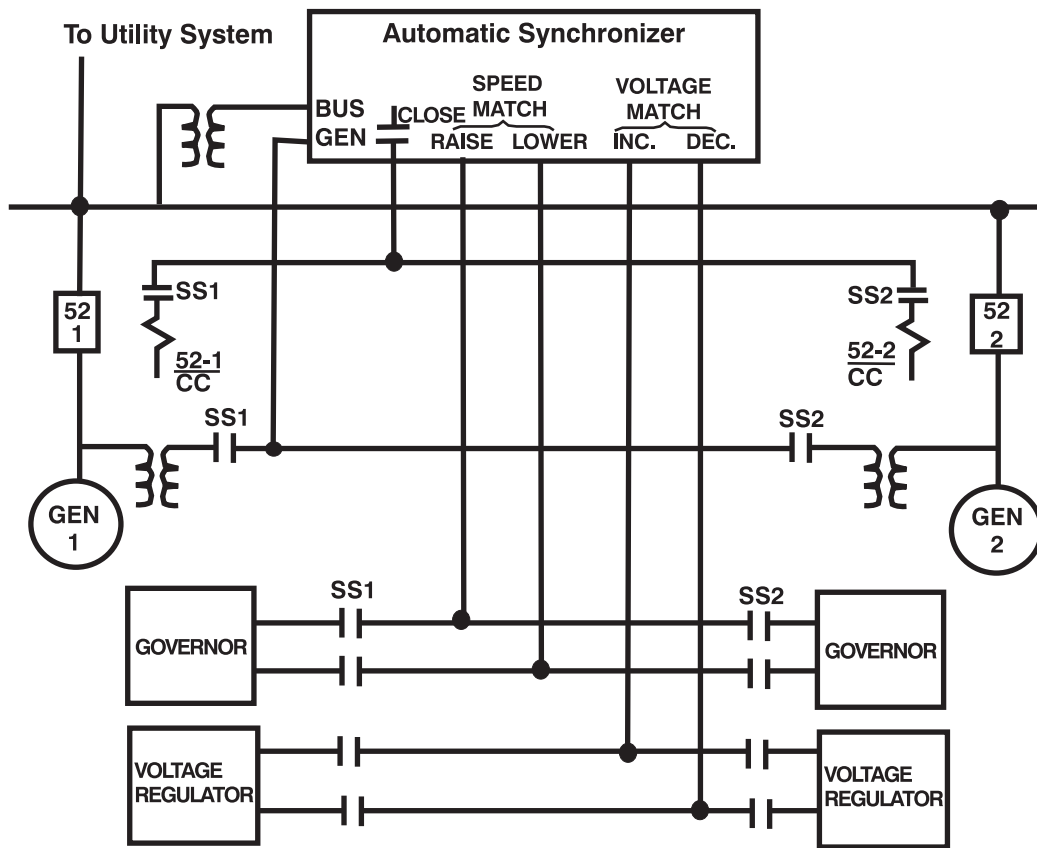 To Utility System
Automatic Synchronizer
SPEED
MATCH
VOLTAGE
MATCH
BUS
GEN
CLOSE
RAISE
LOWER
INC.
DEC.
52
1
SS1
52-1
CC
SS2
52-2
CC
52
2
SS1
SS2
GEN
1
GEN
2
SS1
SS2
GOVERNOR
GOVERNOR
VOLTAGE
REGULATOR
VOLTAGE
REGULATOR